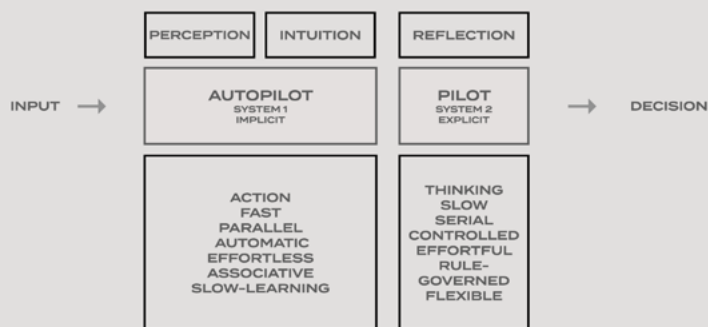 PERCEPTION
INTUITION
REFLECTION
INPUT
AUTOPILOT
SYSTEM 1
IMPLICIT
PILOT
SYSTEM 2
EXPLICIT
DECISION
ACTION
FAST
PARALLEL
AUTOMATIC
EFFORTLESS
ASSOCIATIVE
SLOW-LEARNING
THINKING
SLOW
SERIAL
CONTROLLED
EFFORTFUL
RULE-
GOVERNED
FLEXIBLE